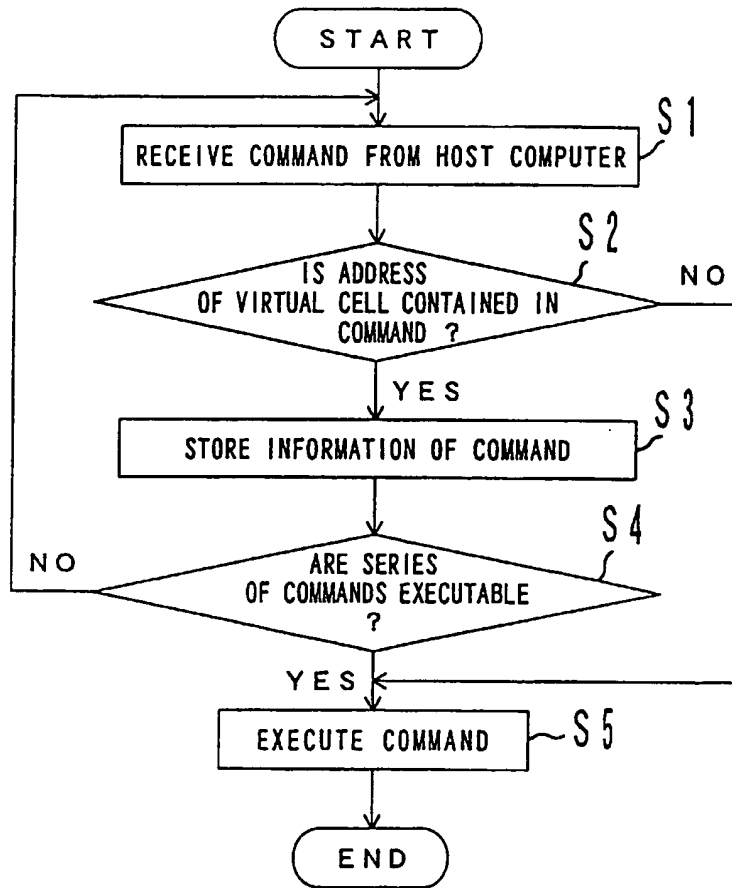 START
S1
RECEIVE COMMAND FROM HOST COMPUTER
S2
IS ADDRESS
OF VIRTUAL CELL CONTAINED IN
COMMAND ?
NO
YES
S3
STORE INFORMATION OF COMMAND
S4
NO
ARE SERIES
OF COMMANDS EXECUTABLE
?
YES
S5
EXECUTE COMMAND
END